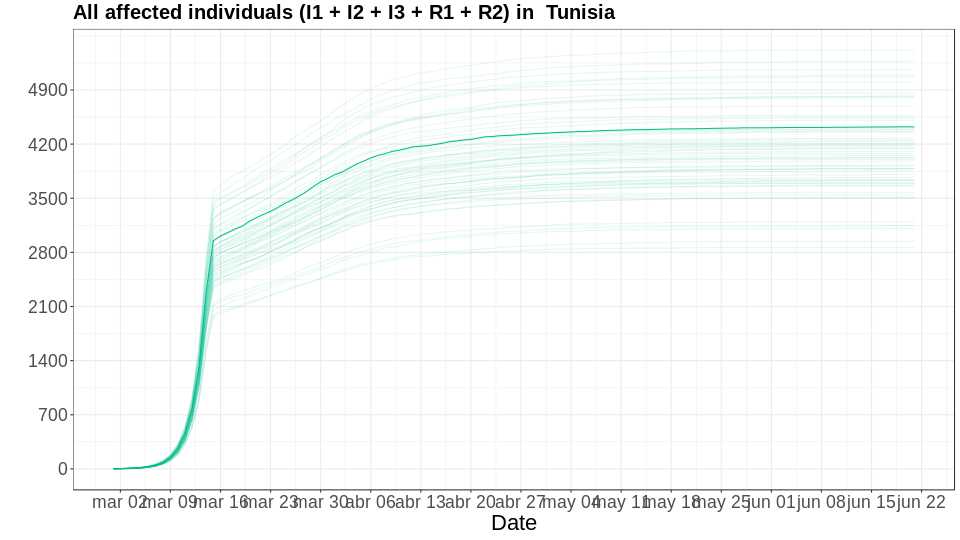 All affected individuals (I1 + I2 + I3 + R1 + R2) in  Tunisia
4900
4200
3500
2800
2100
1400
700
0
mar 02 mar 09 mar 16 mar 23 mar 30 abr 06 abr 13 abr 20 abr 27 may 04 may 11 may 18 may 25 jun 01 jun 08 jun 15 jun 22
Date